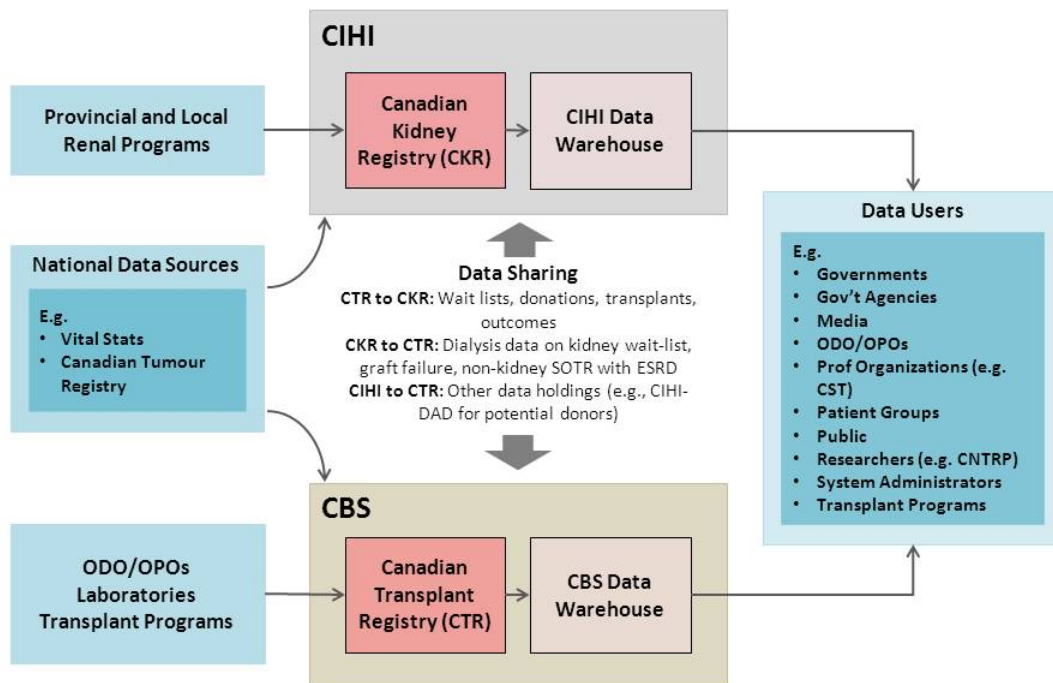 CIHI
Provincial and Local
Renal Programs
Canadian
Kidney
Registry (CKR)
CIHI Data
Warehouse
National Data Sources
E.g.
• Vital Stats
• Canadian Tumour
Registry
Data Sharing
CTR to CKR: Wait lists, donations, transplants,
outcomes
CKR to CTR: Dialysis data on kidney wait-list,
graft failure, non-kidney SOTR with ESRD
CIHI to CTR: Other data holdings (e.g., CIHI-
DAD for potential donors)
Data Users
E.g.
• Governments
• Gov't Agencies
• Media
• ODO/OPOs
• Prof Organizations (e.g.
CST)
• Patient Groups
• Public
• Researchers (e.g. CNTRP)
• System Administrators
• Transplant Programs
CBS
ODO/OPOs
Laboratories
Transplant Programs
Canadian
Transplant
Registry (CTR)
CBS Data
Warehouse